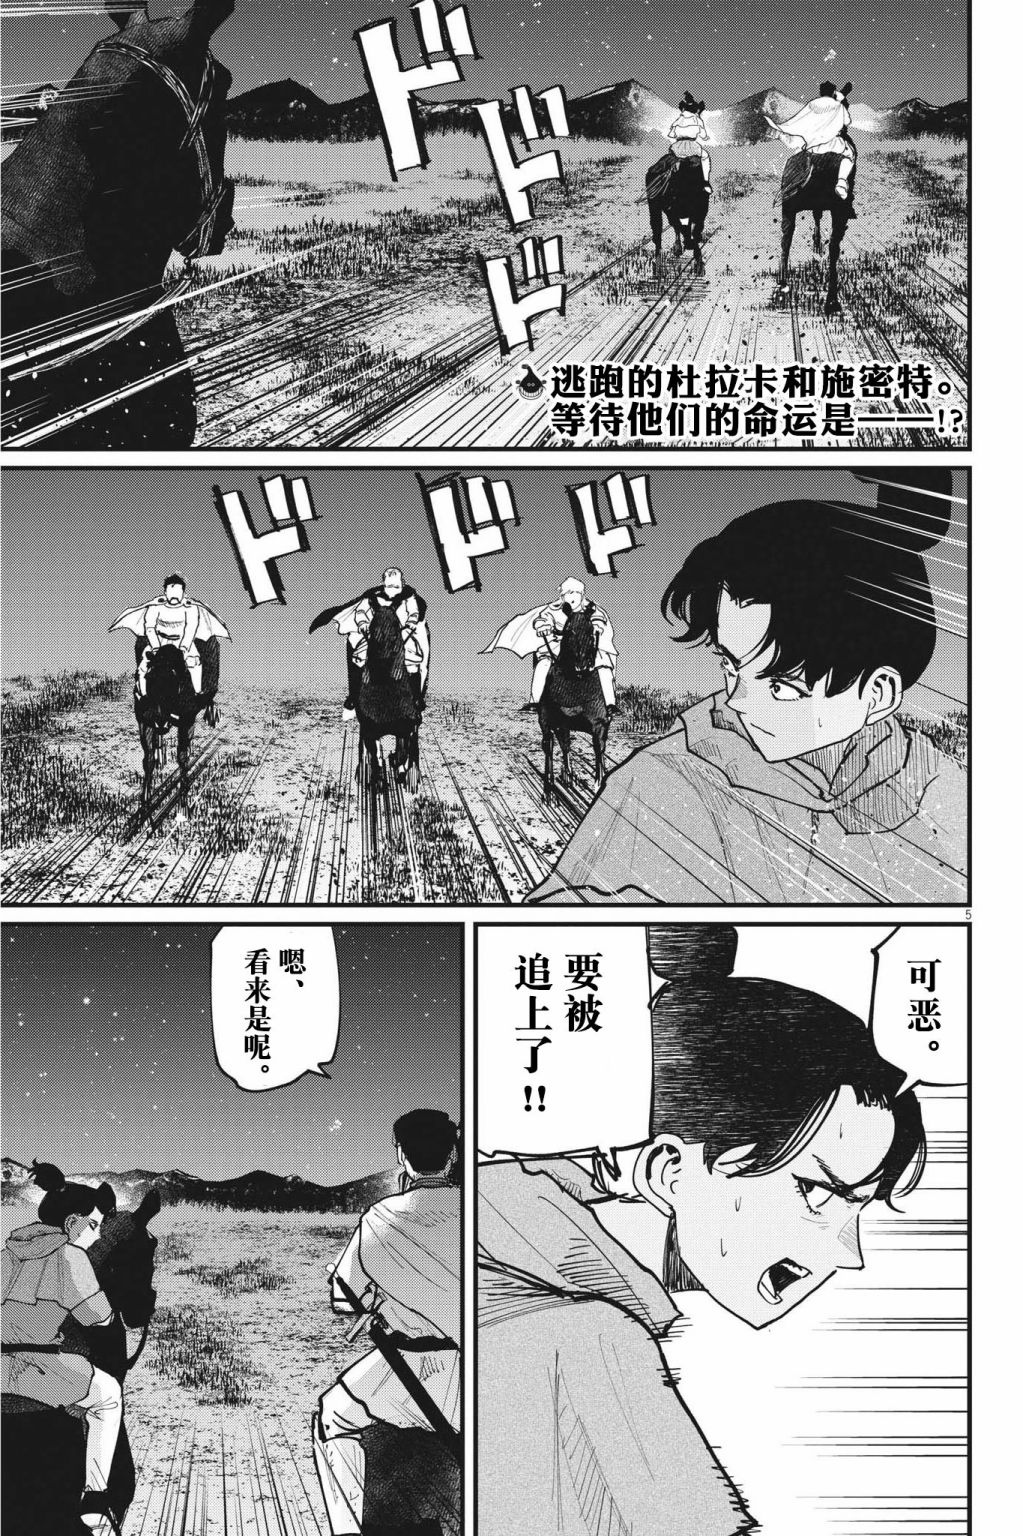 ドドドド
逃跑的杜拉卡和施密特。
等待他们的命运是——!?
ドドド
5
可恶。
要被
追上了!!
嗯、
看来是呢。